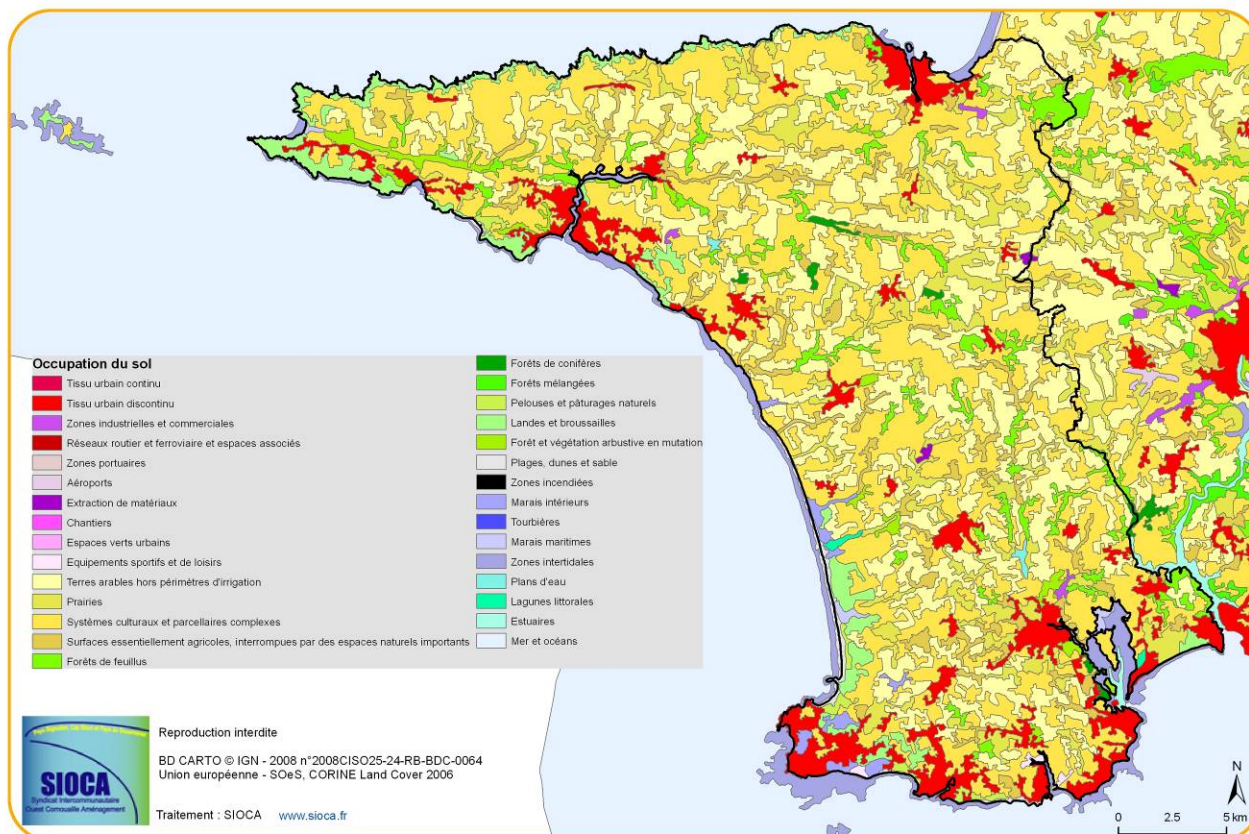 Occupation du sol
Tissu urbain continu
Tissu urbain discontinu
Zones industrielles et commerciales
Réseaux routier et ferroviaire et espaces associés
Zones portuaires
Aéroports
Extraction de matériaux
Chantiers
Espaces verts urbains
Equipements sportifs et de loisirs
Terres arables hors périmètres d'irrigation
Prairies
Systèmes culturaux et parcellaires complexes
Surfaces essentiellement agricoles, interrompues par des espaces naturels importants
Forêts de feuillus
Forêts de conifères
Forêts mélangées
Pelouses et pâturages naturels
Landes et broussailles
Forêt et végétation arbustive en mutation
Plages, dunes et sable
Zones incendiées
Marais intérieurs
Tourbières
Marais maritimes
Zones intertidales
Plans d'eau
Lagunes littorales
Estuaires
Mer et océans
SIOCA
Syndicat Intercommunautaire
Ouest Cornouaille Aménagement
Reproduction interdite
BD CARTO © IGN - 2008 n°2008CISO25-24-RB-BDC-0064
Union européenne - SOeS, CORINE Land Cover 2006
Traitement : SIOCA www.sioca.fr
N
0 2.5 5 km